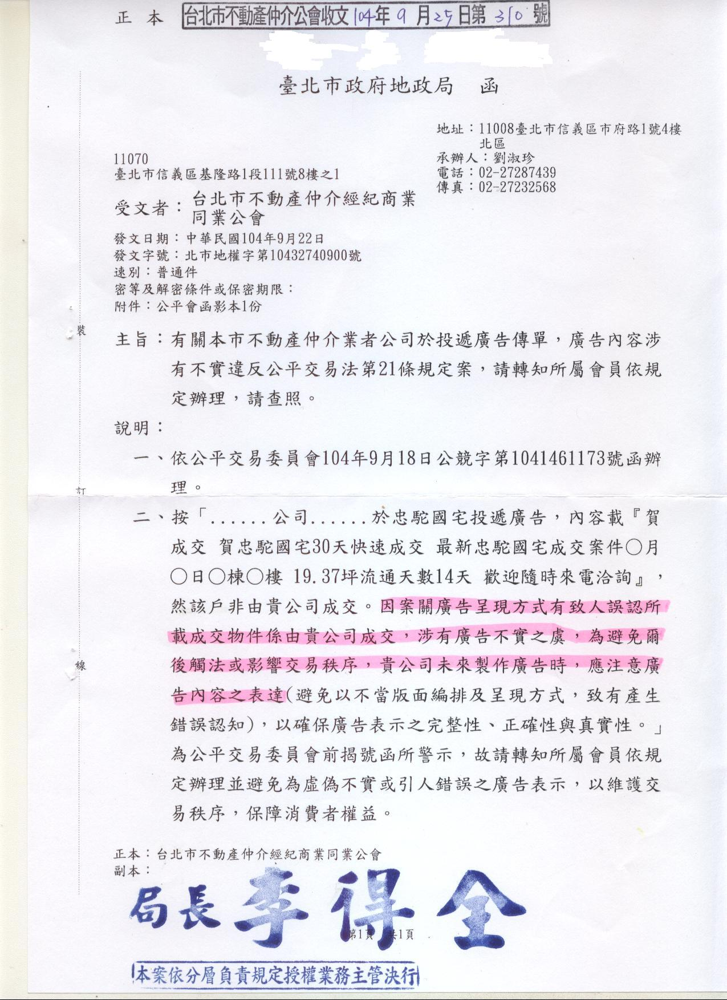 正本
台北市不動產仲介公會收文104年9月25日第310號
臺北市政府地政局 函
地址：11008臺北市信義區市府路1號4樓
北區
承辦人：劉淑珍
電話：02-27287439
傳真：02-27232568
11070
臺北市信義區基隆路1段111號8樓之1
受文者：台北市不動產仲介經紀商業
同業公會
發文日期：中華民國104年9月22日
發文字號：北市地權字第10432740900號
速別：普通件
密等及解密條件或保密期限：
附件：公平會函影本1份
主旨：有關本市不動產仲介業者公司於投遞廣告傳單，廣告內容涉
有不實違反公平交易法第21條規定案，請轉知所屬會員依規
定辦理，請查照。
說明：
一、依公平交易委員會104年9月18日公競字第1041461173號函辦
理。
二、按「......公司......於忠駝國宅投遞廣告，內容載『賀
成交 賀忠駝國宅30天快速成交 最新忠駝國宅成交案件○月
○日○棟○樓 19.37坪流通天數14天 歡迎隨時來電洽詢』，
然該戶非由貴公司成交。因案關廣告呈現方式有致人誤認所
載成交物件係由貴公司成交，涉有廣告不實之虞，為避免爾
後觸法或影響交易秩序，貴公司未來製作廣告時，應注意廣
告內容之表達(避免以不當版面編排及呈現方式，致有產生
錯誤認知)，以確保廣告表示之完整性、正確性與真實性。」
為公平交易委員會前揭號函所警示，故請轉知所屬會員依規
定辦理並避免為虛偽不實或引人錯誤之廣告表示，以維護交
易秩序，保障消費者權益。
裝
訂
線
正本：台北市不動產仲介經紀商業同業公會
副本：
局長 李得全
第1頁 共1頁
本案依分層負責規定授權業務主管決行